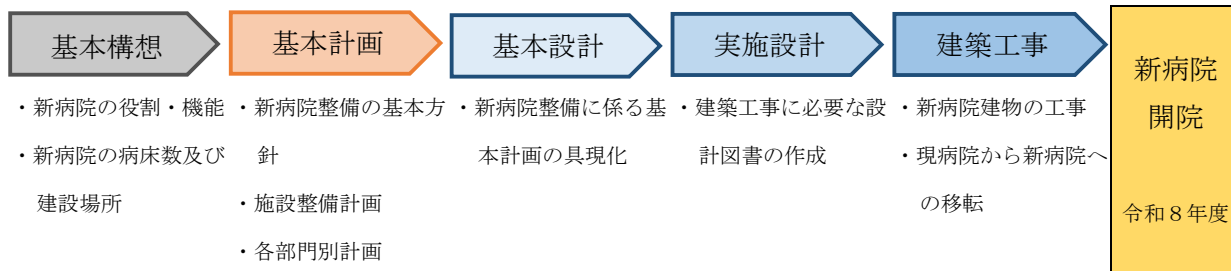 基本構想
・新病院の役割・機能
・新病院の病床数及び
建設場所
基本計画
・新病院整備の基本方
針
・施設整備計画
・各部門別計画
基本設計
・新病院整備に係る基
本計画の具現化
実施設計
・建築工事に必要な設
計図書の作成
建築工事
・新病院建物の工事
・現病院から新病院へ
の移転
新病院
開院
令和８年度